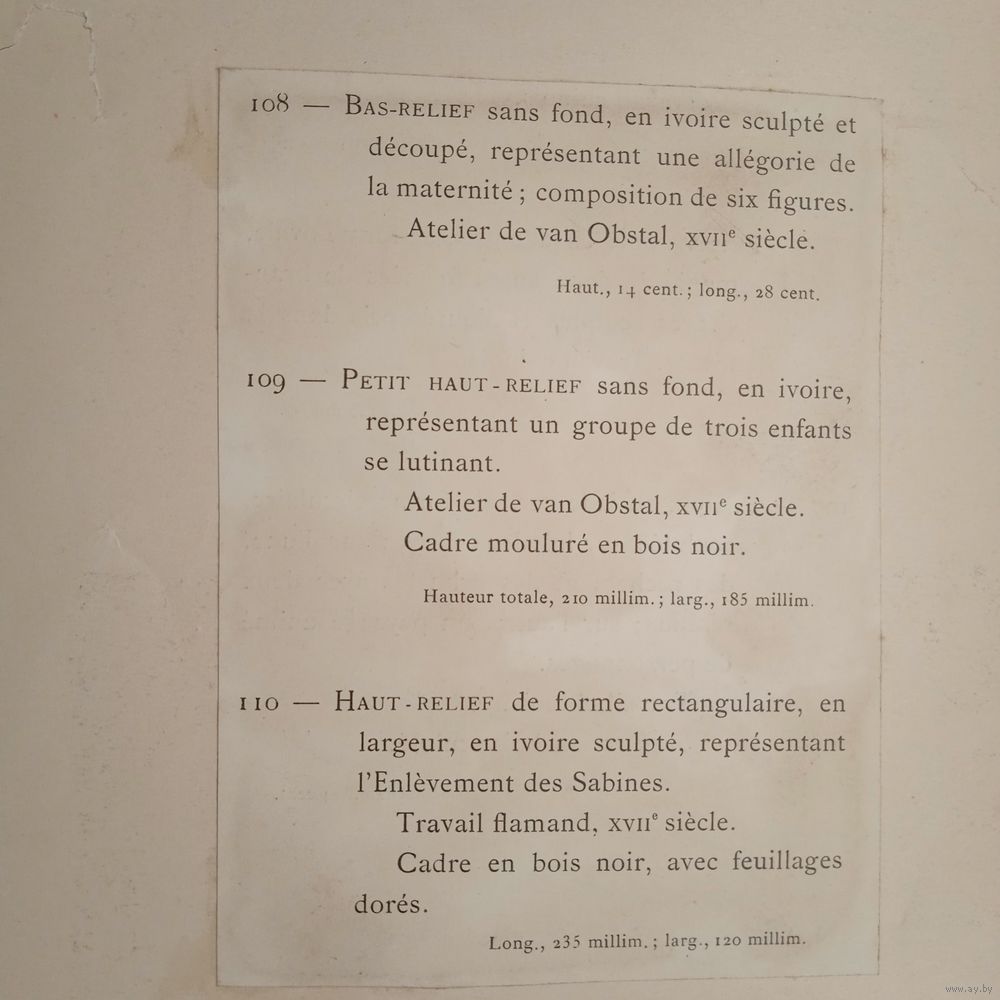 108 — Bas-relief sans fond, en ivoire sculpté et
découpé, représentant une allégorie de
la maternité ; composition de six figures.
Atelier de van Obstal, xviie siècle.
Haut., 14 cent. ; long., 28 cent.
109 — Petit haut-relief sans fond, en ivoire,
représentant un groupe de trois enfants
se lutinant.
Atelier de van Obstal, xviie siècle.
Cadre mouluré en bois noir.
Hauteur totale, 210 millim. ; larg., 185 millim.
110 — Haut-relief de forme rectangulaire, en
largeur, en ivoire sculpté, représentant
l'Enlèvement des Sabines.
Travail flamand, xviie siècle.
Cadre en bois noir, avec feuillages
dorés.
Long., 235 millim. ; larg., 120 millim.
www.ay.by